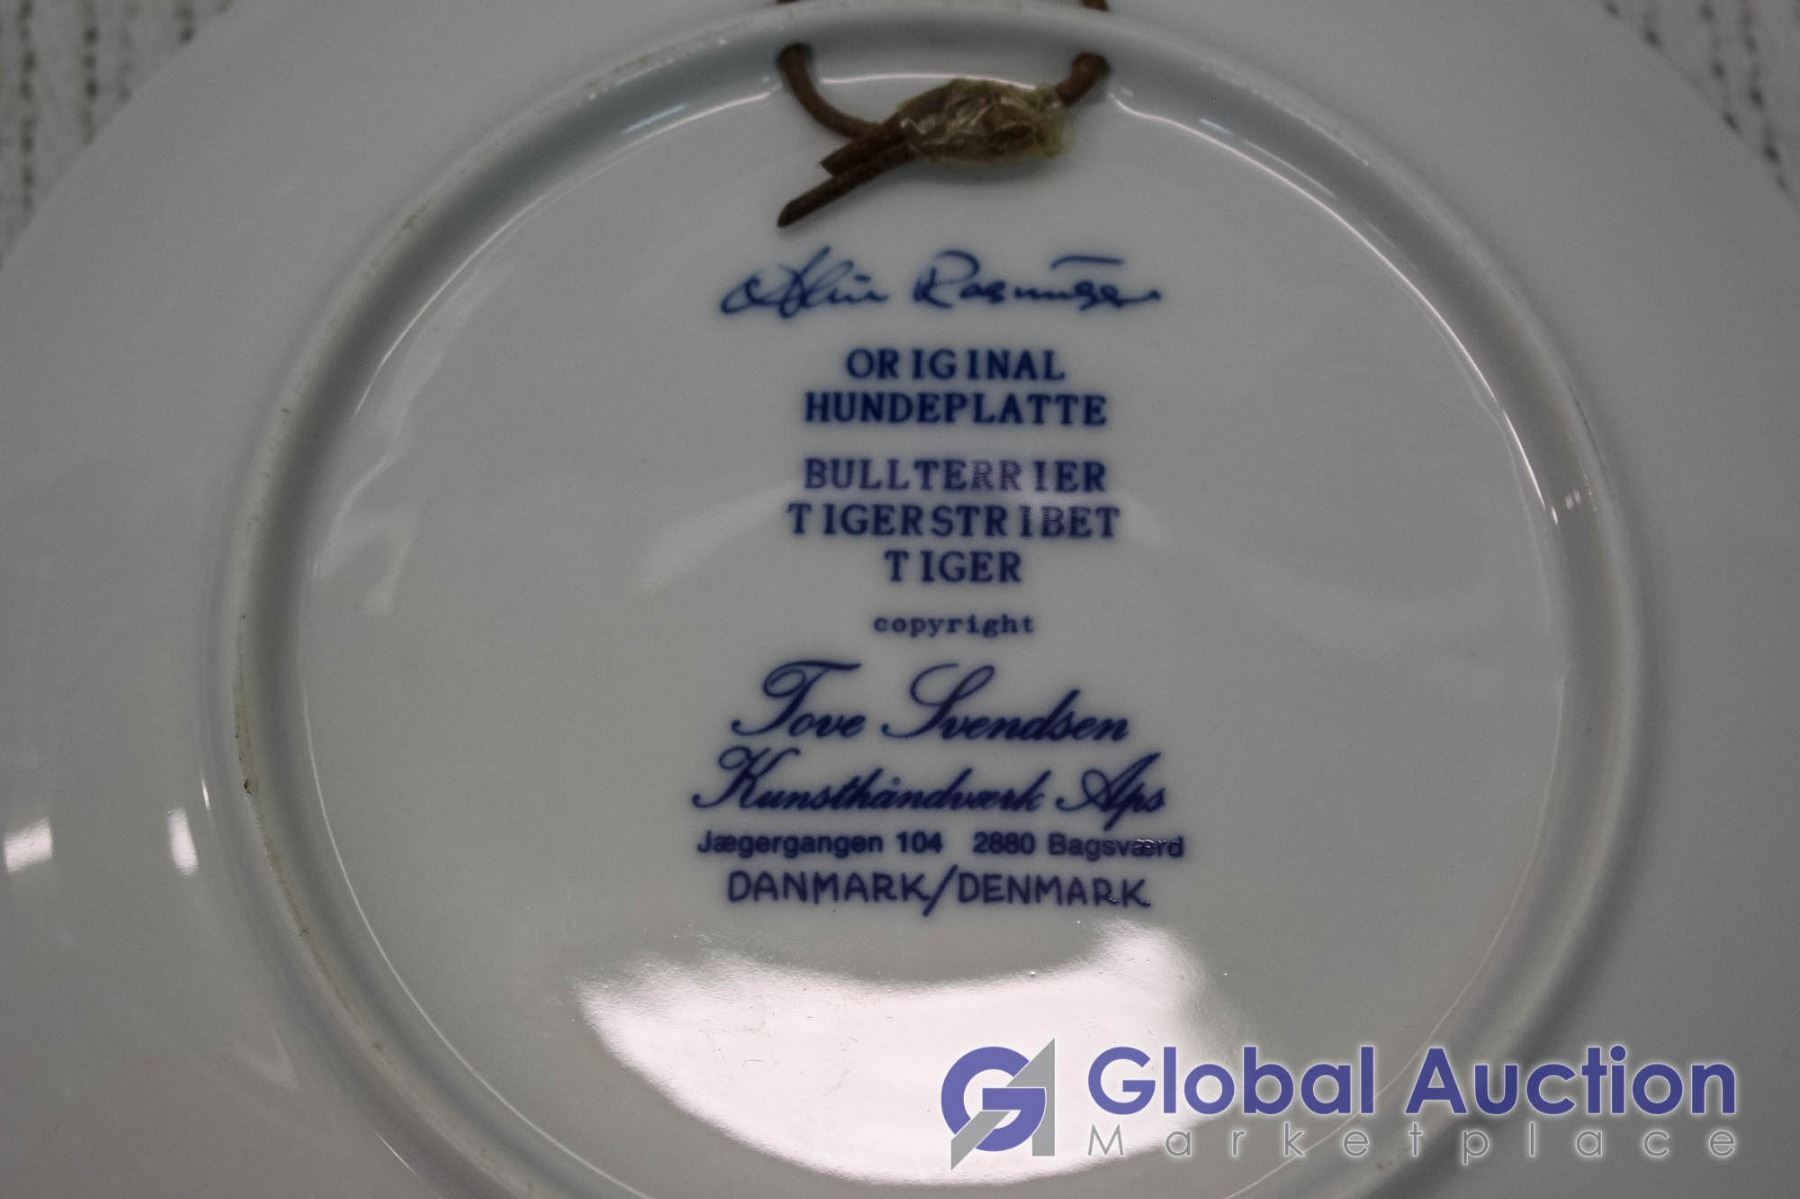 Rasmussen
ORIGINAL
HUNDEPLATTE
BULLTERRIER
TIGERSTRIBET
TIGER
copyright
Tove Svendsen
Kunsthåndværk Aps
Jægergangen 104 2880 Bagsværd
DANMARK/DENMARK
Global Auction
Marketplace